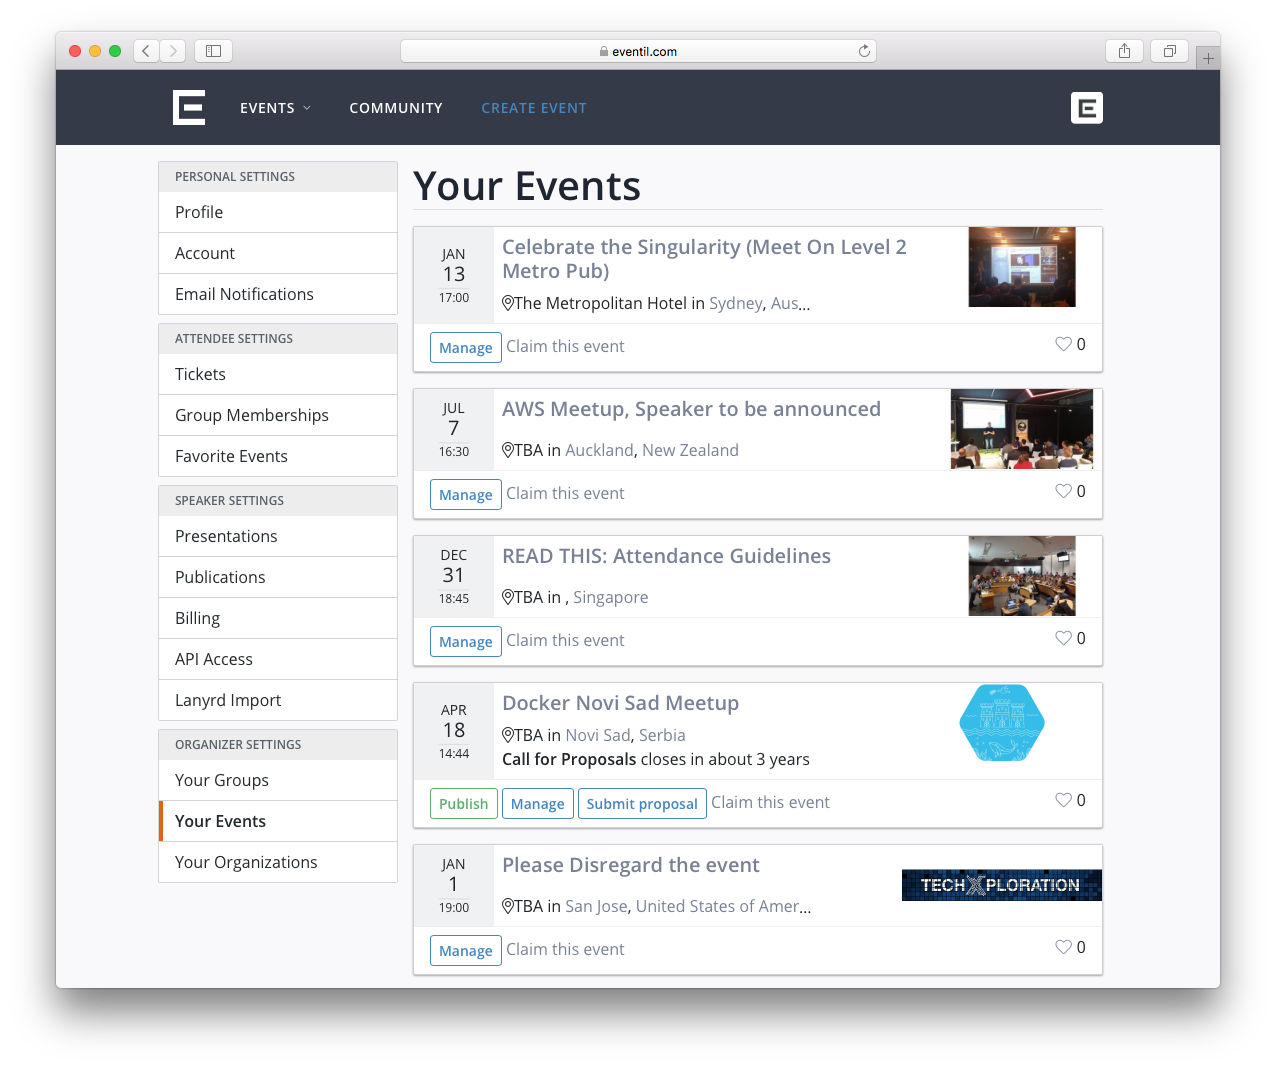 eventil.com
EVENTS
COMMUNITY
CREATE EVENT
PERSONAL SETTINGS
Profile
Account
Email Notifications
ATTENDEE SETTINGS
Tickets
Group Memberships
Favorite Events
SPEAKER SETTINGS
Presentations
Publications
Billing
API Access
Lanyrd Import
ORGANIZER SETTINGS
Your Groups
Your Events
Your Organizations
Your Events
JAN
13
17:00
Celebrate the Singularity (Meet On Level 2
Metro Pub)
The Metropolitan Hotel in Sydney, Aus...
Manage Claim this event
0
JUL
7
16:30
AWS Meetup, Speaker to be announced
TBA in Auckland, New Zealand
Manage Claim this event
0
DEC
31
18:45
READ THIS: Attendance Guidelines
TBA in , Singapore
Manage Claim this event
0
APR
18
14:44
Docker Novi Sad Meetup
TBA in Novi Sad, Serbia
Call for Proposals closes in about 3 years
Publish Manage Submit proposal Claim this event
0
JAN
1
19:00
Please Disregard the event
TBA in San Jose, United States of Amer...
TECHXPLORATION
Manage Claim this event
0